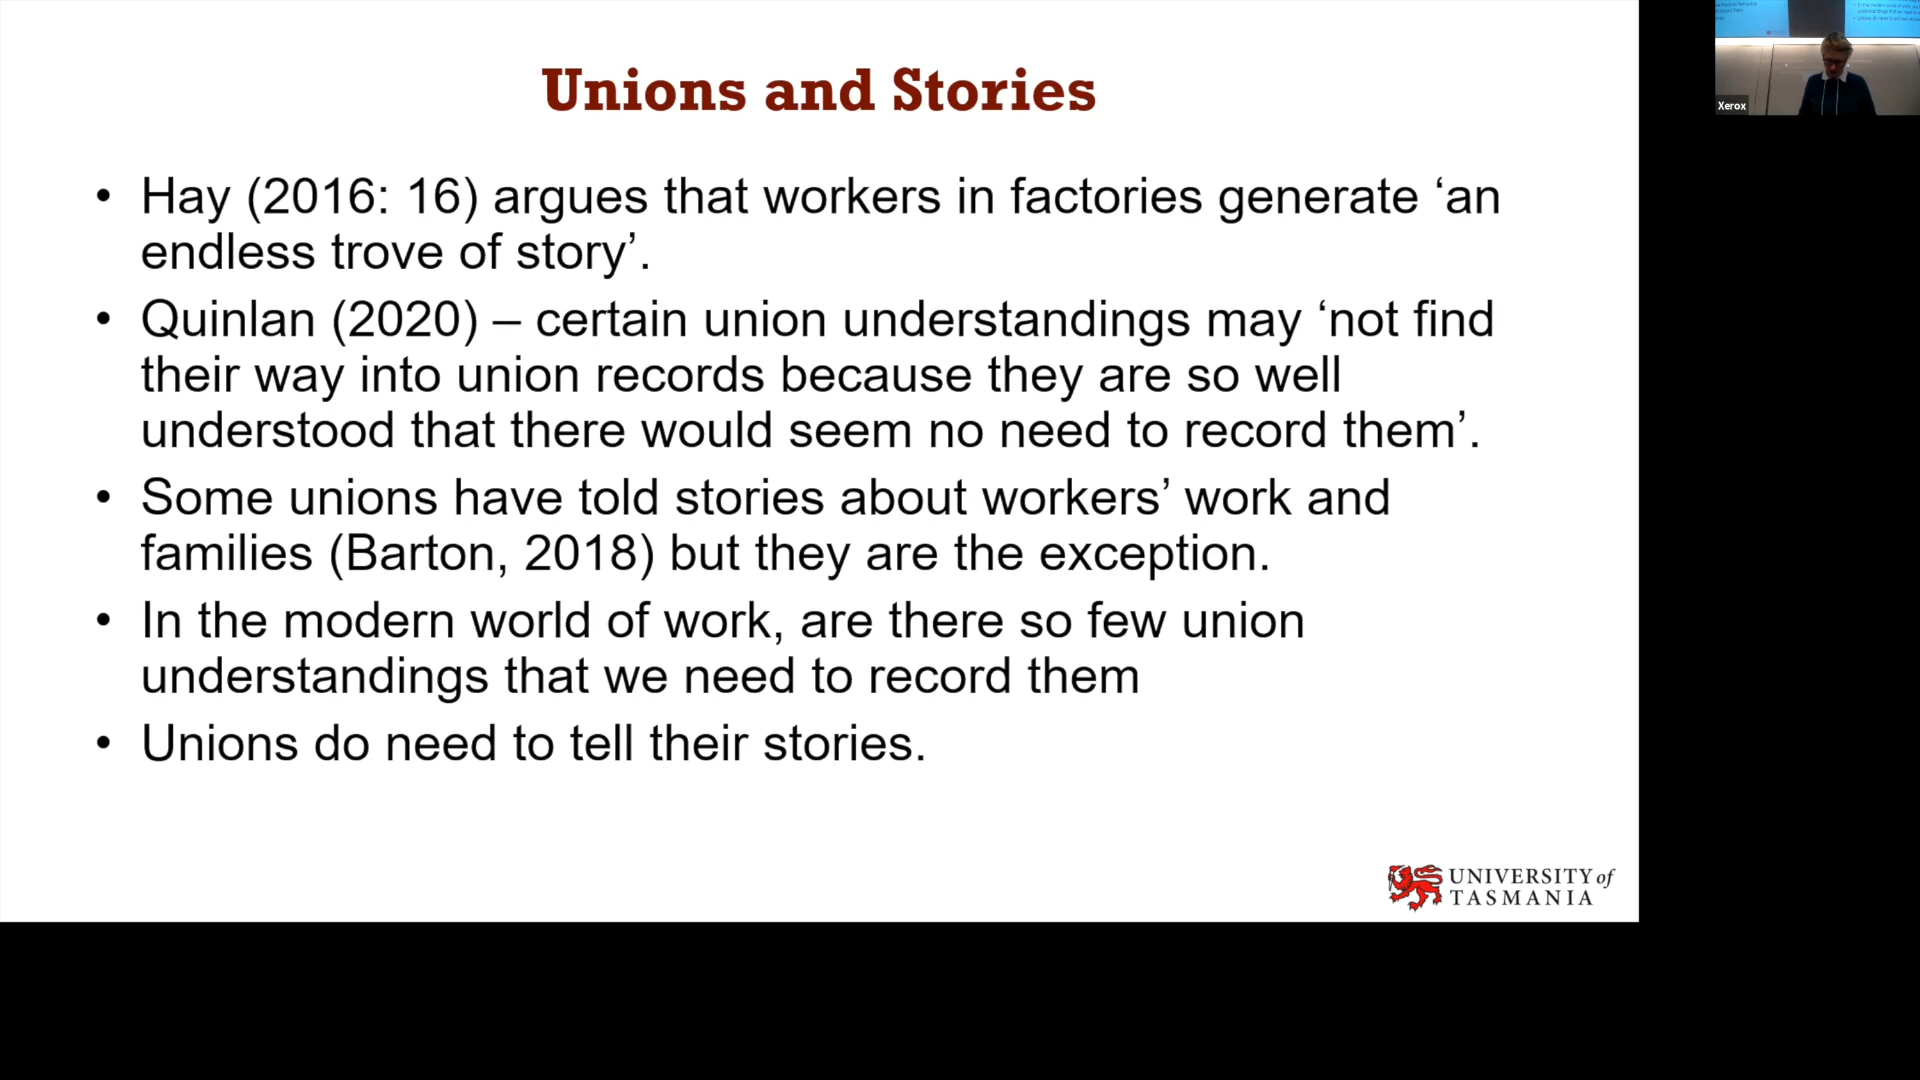 Unions and Stories
• Hay (2016: 16) argues that workers in factories generate ‘an
endless trove of story’.
• Quinlan (2020) – certain union understandings may ‘not find
their way into union records because they are so well
understood that there would seem no need to record them’.
• Some unions have told stories about workers’ work and
families (Barton, 2018) but they are the exception.
• In the modern world of work, are there so few union
understandings that we need to record them
• Unions do need to tell their stories.
UNIVERSITY of
TASMANIA
Xerox